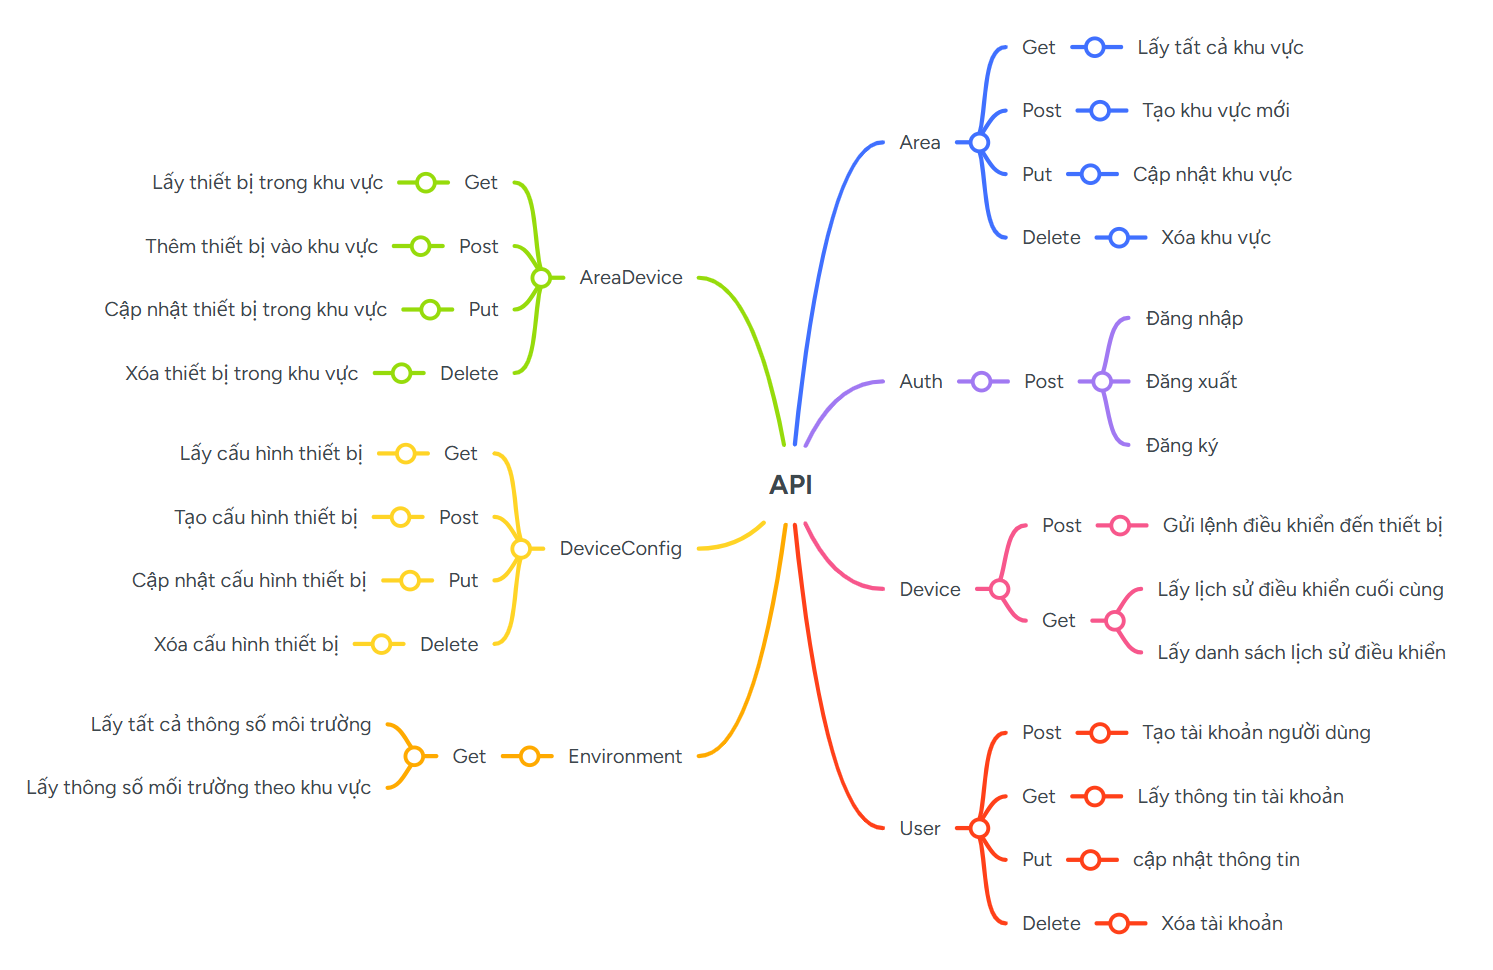 API
Area
Get
Lấy tất cả khu vực
Post
Tạo khu vực mới
Put
Cập nhật khu vực
Delete
Xóa khu vực
Auth
Post
Đăng nhập
Đăng xuất
Đăng ký
Device
Post
Gửi lệnh điều khiển đến thiết bị
Get
Lấy lịch sử điều khiển cuối cùng
Lấy danh sách lịch sử điều khiển
User
Post
Tạo tài khoản người dùng
Get
Lấy thông tin tài khoản
Put
cập nhật thông tin
Delete
Xóa tài khoản
AreaDevice
Get
Lấy thiết bị trong khu vực
Post
Thêm thiết bị vào khu vực
Put
Cập nhật thiết bị trong khu vực
Delete
Xóa thiết bị trong khu vực
DeviceConfig
Get
Lấy cấu hình thiết bị
Post
Tạo cấu hình thiết bị
Put
Cập nhật cấu hình thiết bị
Delete
Xóa cấu hình thiết bị
Environment
Get
Lấy tất cả thông số môi trường
Lấy thông số mối trường theo khu vực